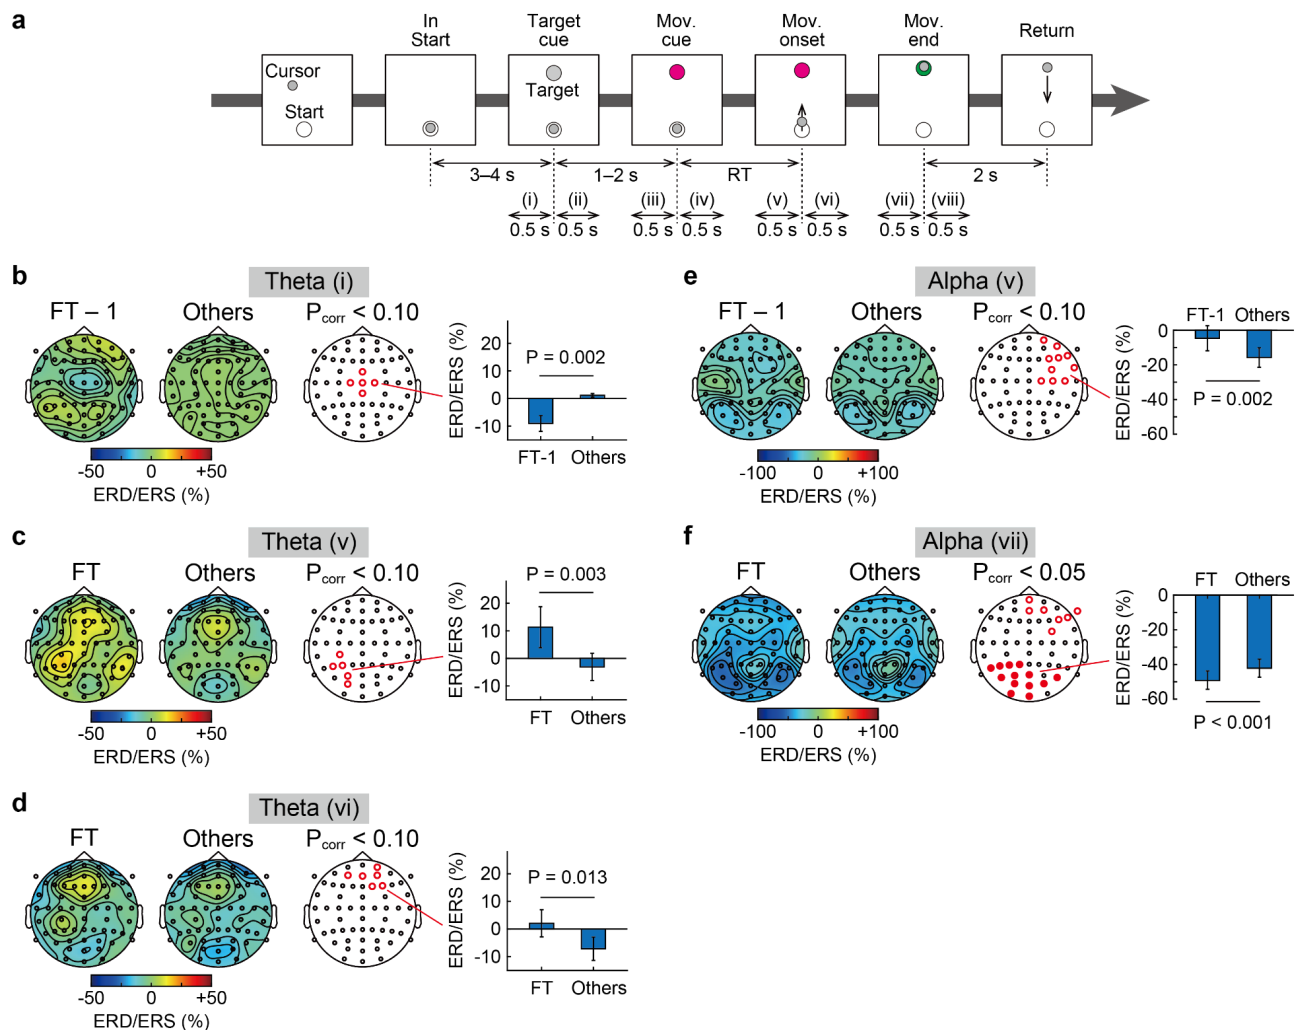 a
In
Start
Target
cue
Mov.
cue
Mov.
onset
Mov.
end
Return
Cursor
Start
Target
3–4 s
1–2 s
RT
2 s
(i) (ii) (iii) (iv) (v) (vi) (vii) (viii)
0.5 s 0.5 s 0.5 s 0.5 s 0.5 s 0.5 s 0.5 s 0.5 s
b
Theta (i)
FT – 1
Others
Pcorr < 0.10
ERD/ERS (%)
20
10
0
-10
P = 0.002
FT-1
Others
-50 0 +50
ERD/ERS (%)
c
Theta (v)
FT
Others
Pcorr < 0.10
ERD/ERS (%)
20
10
0
-10
P = 0.003
FT
Others
-50 0 +50
ERD/ERS (%)
d
Theta (vi)
FT
Others
Pcorr < 0.10
ERD/ERS (%)
20
10
0
-10
P = 0.013
FT
Others
-50 0 +50
ERD/ERS (%)
e
Alpha (v)
FT – 1
Others
Pcorr < 0.10
ERD/ERS (%)
FT-1
Others
0
-20
-40
-60
P = 0.002
-100 0 +100
ERD/ERS (%)
f
Alpha (vii)
FT
Others
Pcorr < 0.05
ERD/ERS (%)
FT
Others
0
-20
-40
-60
P < 0.001
-100 0 +100
ERD/ERS (%)